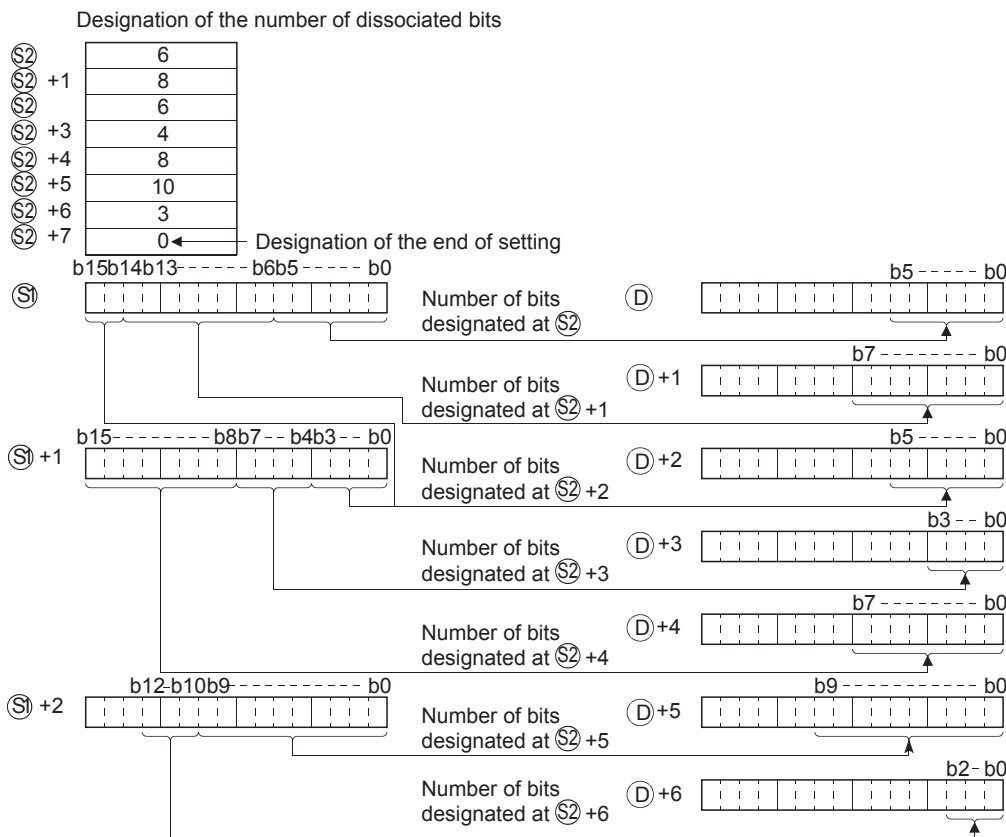 Designation of the number of dissociated bits
S2 6
S2 +1 8
S2 6
S2 +3 4
S2 +4 8
S2 +5 10
S2 +6 3
S2 +7 0 Designation of the end of setting
b15b14b13------b6b5------b0
S1 Number of bits designated at S2 D b5-----b0
Number of bits designated at S2 +1 D+1 b7------b0
S1 +1 b15---------b8b7--b4b3--b0
Number of bits designated at S2 +2 D+2 b5-----b0
Number of bits designated at S2 +3 D+3 b3--b0
Number of bits designated at S2 +4 D+4 b7------b0
S1 +2 b12-b10b9----------b0
Number of bits designated at S2 +5 D+5 b9----------b0
Number of bits designated at S2 +6 D+6 b2-b0